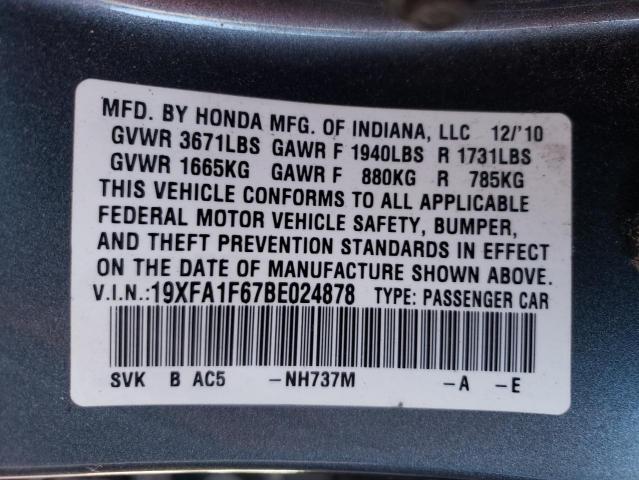 MFD. BY HONDA MFG. OF INDIANA, LLC 12/'10
GVWR 3671LBS GAWR F 1940LBS R 1731LBS
GVWR 1665KG GAWR F 880KG R 785KG
THIS VEHICLE CONFORMS TO ALL APPLICABLE
FEDERAL MOTOR VEHICLE SAFETY, BUMPER,
AND THEFT PREVENTION STANDARDS IN EFFECT
ON THE DATE OF MANUFACTURE SHOWN ABOVE.
V.I.N.:19XFA1F67BE024878 TYPE: PASSENGER CAR
SVK B AC5 -NH737M -A -E